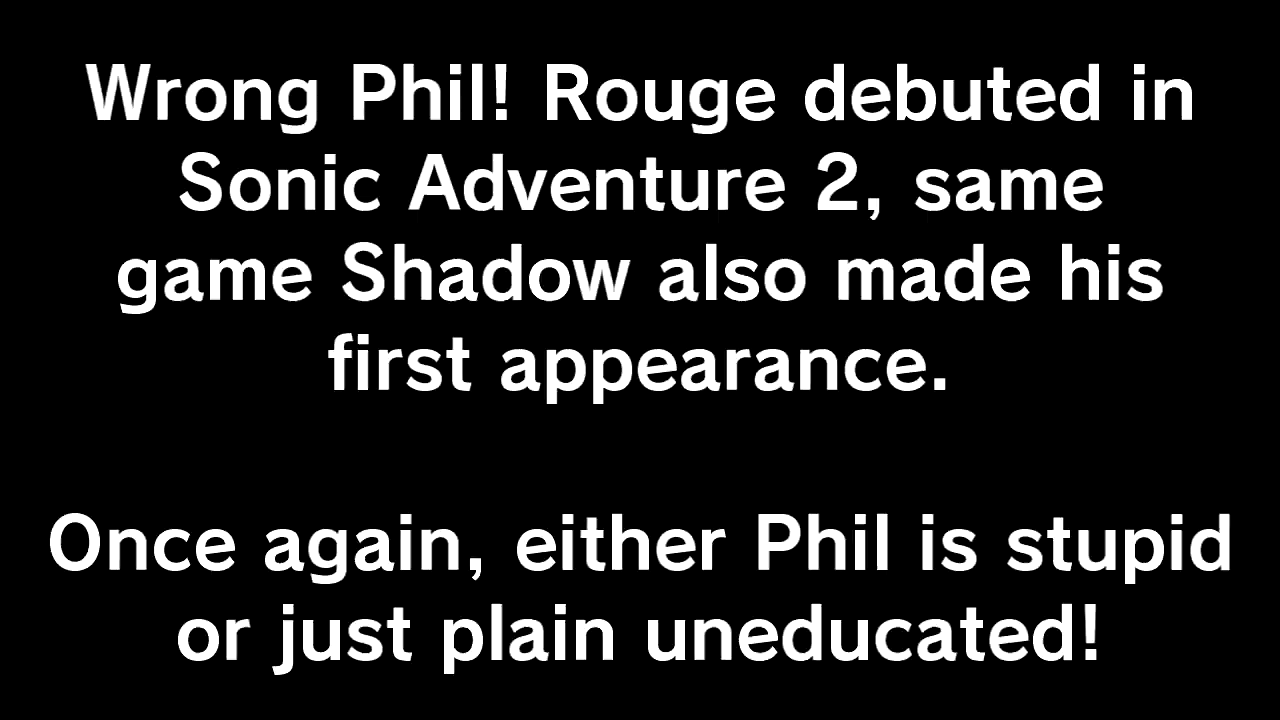 Wrong Phil! Rouge debuted in
Sonic Adventure 2, same
game Shadow also made his
first appearance.
Once again, either Phil is stupid
or just plain uneducated!